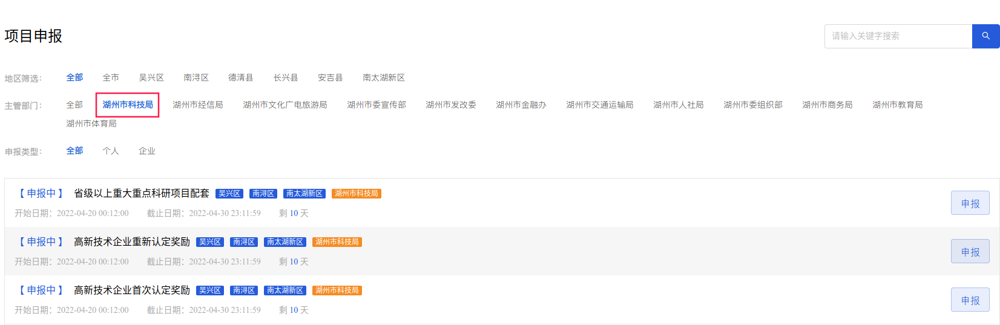 项目申报
请输入关键字搜索
地区筛选： 全部 全市 吴兴区 南浔区 德清县 长兴县 安吉县 南太湖新区
主管部门： 全部 湖州市科技局 湖州市经信局 湖州市文化广电旅游局 湖州市委宣传部 湖州市发改委 湖州市金融办 湖州市交通运输局 湖州市人社局 湖州市委组织部 湖州市商务局 湖州市教育局
湖州市体育局
申报类型： 全部 个人 企业
【 申报中 】 省级以上重大重点科研项目配套 吴兴区 南浔区 南太湖新区 湖州市科技局
开始日期：2022-04-20 00:12:00 截止日期：2022-04-30 23:11:59 剩 10 天
申报
【 申报中 】 高新技术企业重新认定奖励 吴兴区 南浔区 南太湖新区 湖州市科技局
开始日期：2022-04-20 00:12:00 截止日期：2022-04-30 23:11:59 剩 10 天
申报
【 申报中 】 高新技术企业首次认定奖励 吴兴区 南浔区 南太湖新区 湖州市科技局
开始日期：2022-04-20 00:12:00 截止日期：2022-04-30 23:11:59 剩 10 天
申报